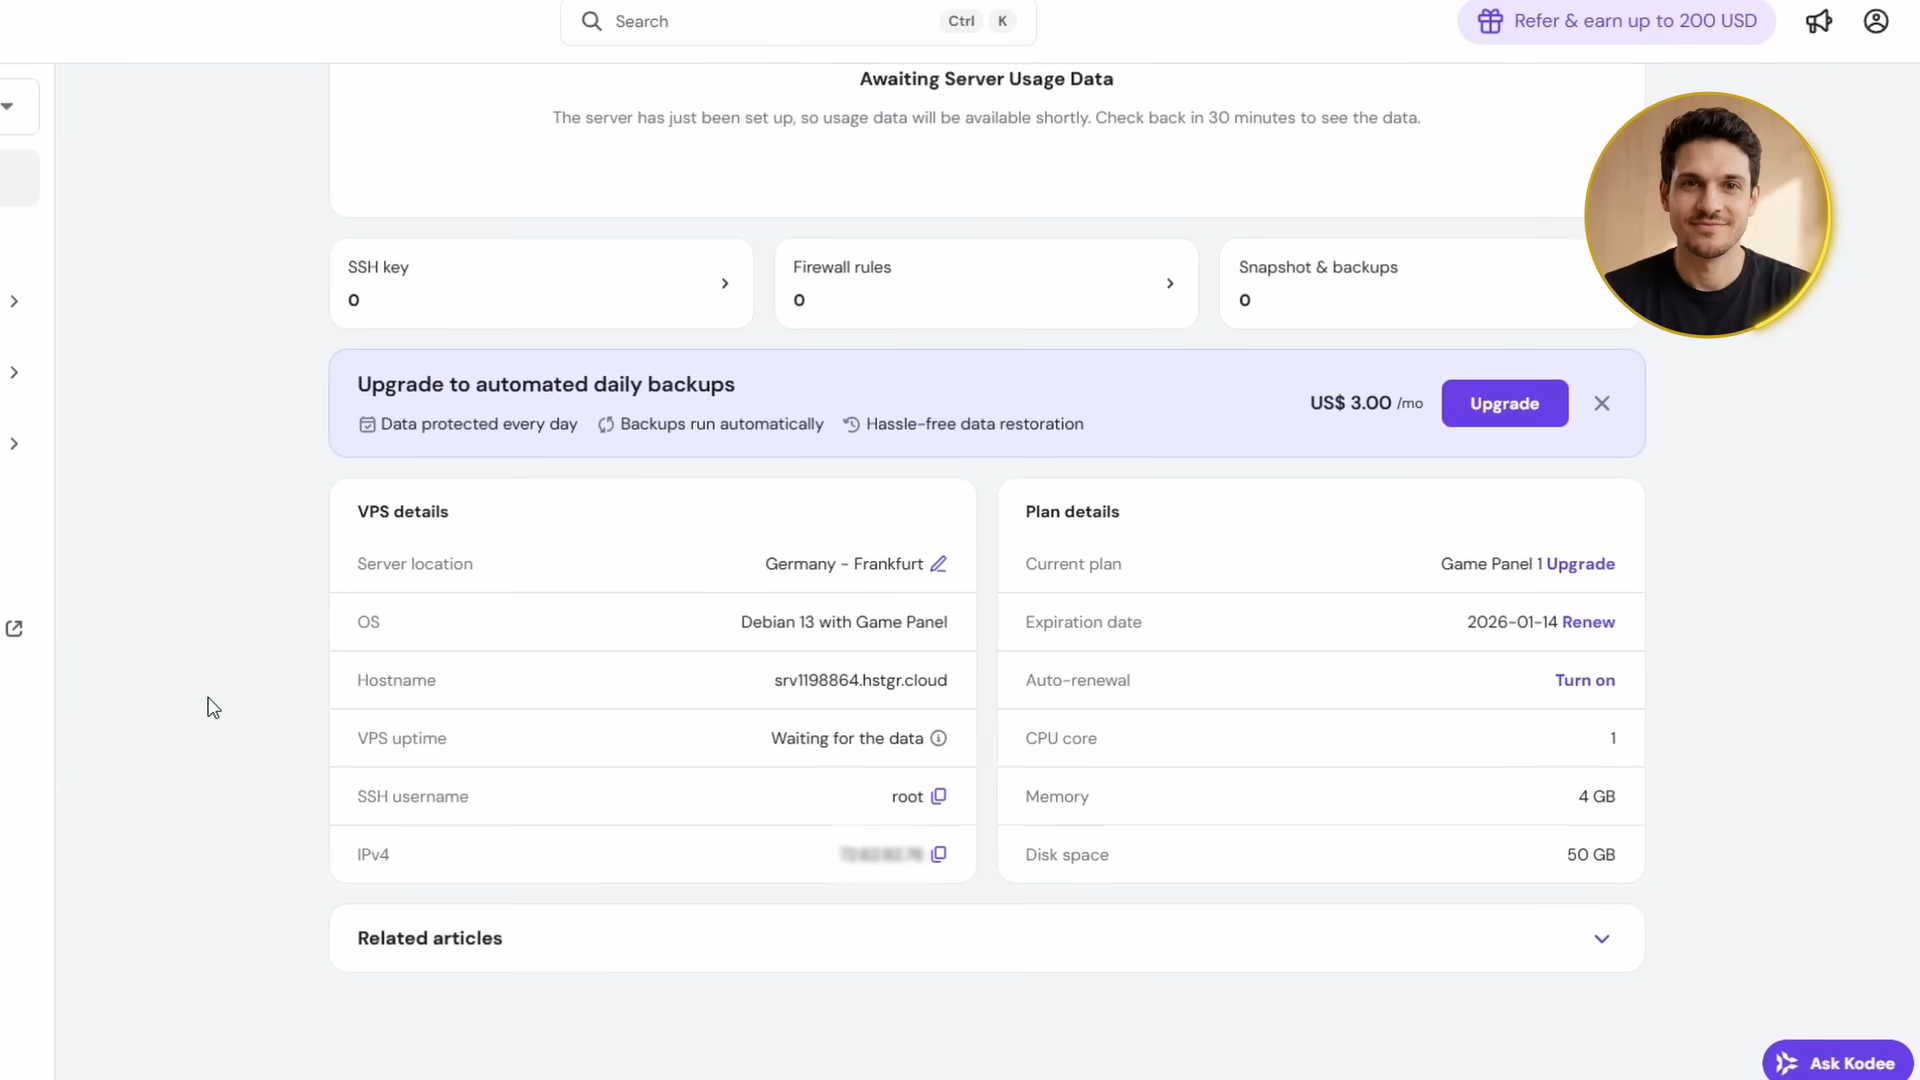 Search Ctrl K
Refer & earn up to 200 USD
Awaiting Server Usage Data
The server has just been set up, so usage data will be available shortly. Check back in 30 minutes to see the data.
SSH key
0
Firewall rules
0
Snapshot & backups
0
Upgrade to automated daily backups
Data protected every day Backups run automatically Hassle-free data restoration
US$ 3.00 /mo Upgrade
VPS details
Server location Germany - Frankfurt
OS Debian 13 with Game Panel
Hostname srv1198864.hstgr.cloud
VPS uptime Waiting for the data
SSH username root
IPv4
Plan details
Current plan Game Panel 1 Upgrade
Expiration date 2026-01-14 Renew
Auto-renewal Turn on
CPU core 1
Memory 4 GB
Disk space 50 GB
Related articles
Ask Kodee